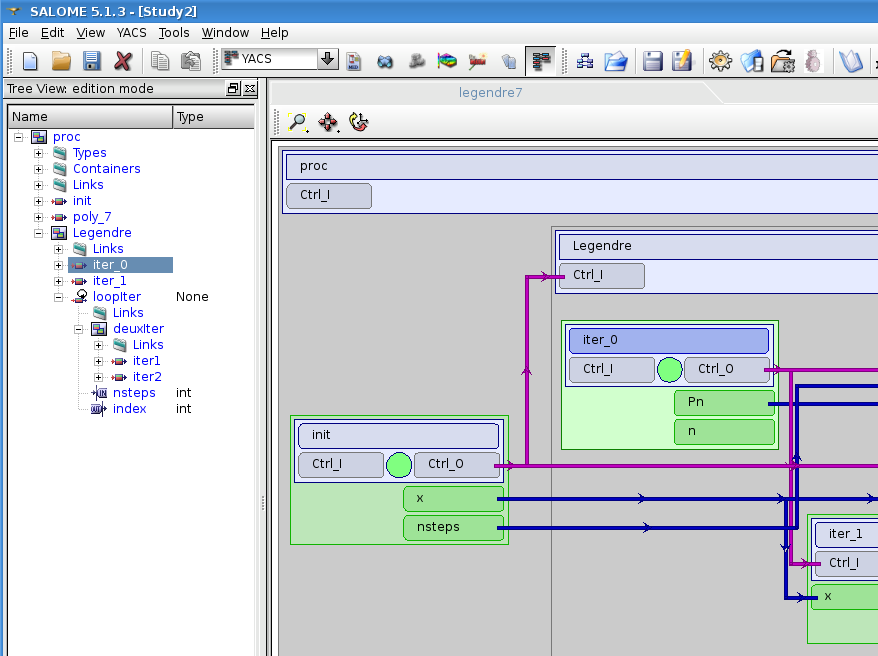 SALOME 5.1.3 - [Study2]
File Edit View YACS Tools Window Help
YACS
Tree View: edition mode
legendre7
Name Type
proc
Types
Containers
Links
init
poly_7
Legendre
Links
iter_0
iter_1
loopIter None
Links
deuxIter
Links
iter1
iter2
nsteps int
index int
proc
Ctrl_I
Legendre
Ctrl_I
iter_0
Ctrl_I Ctrl_O
Pn
n
init
Ctrl_I Ctrl_O
x
nsteps
iter_1
Ctrl_I
x